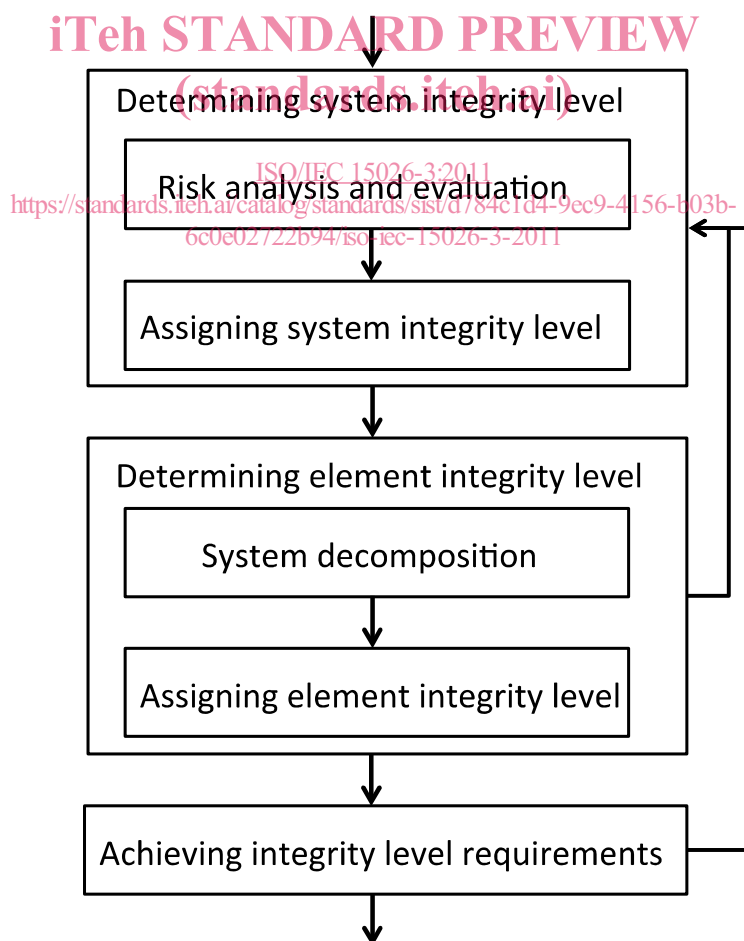 iTeh STANDARD PREVIEW
(standards.iteh.ai)
Determining system integrity level
ISO/IEC 15026-3:2011
Risk analysis and evaluation
https://standards.iteh.ai/catalog/standards/sist/d784c1d4-9ec9-4156-b03b-
6c0e02722b94/iso-iec-15026-3-2011
Assigning system integrity level
Determining element integrity level
System decomposition
Assigning element integrity level
Achieving integrity level requirements